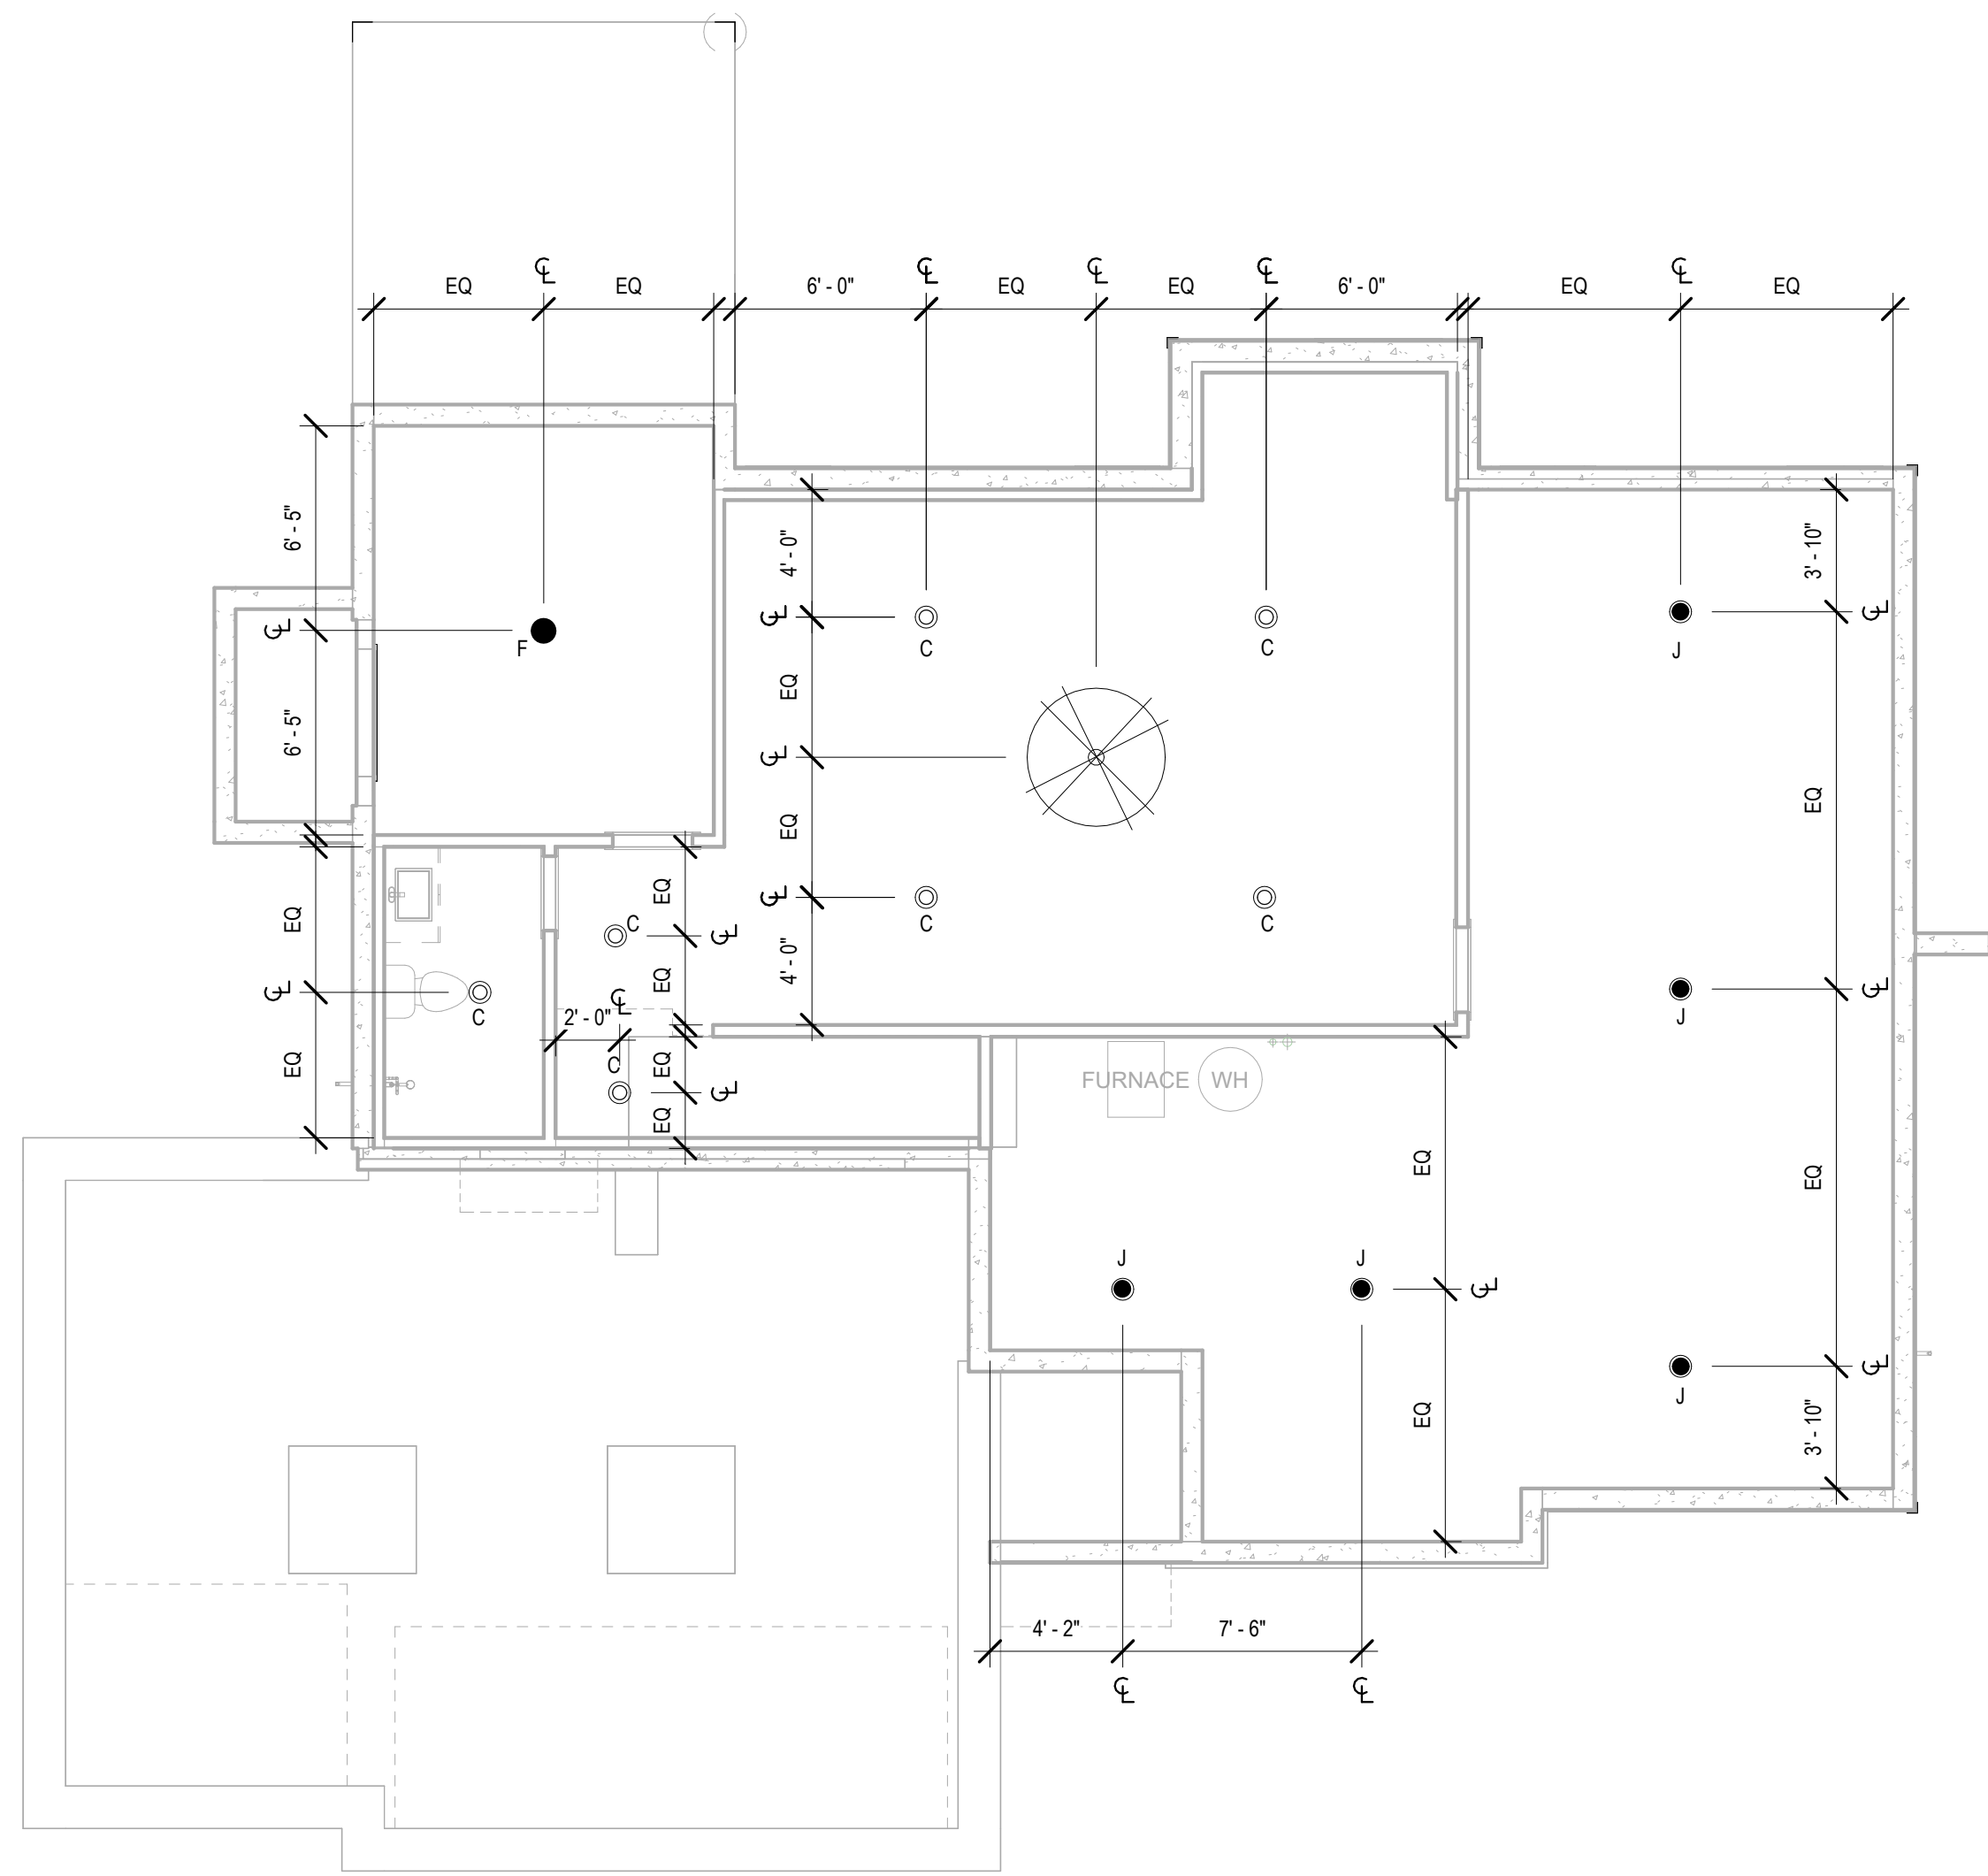 ℄ ℄ ℄ ℄ ℄
EQ EQ 6' - 0" EQ EQ 6' - 0" EQ EQ
6' - 5"
4' - 0"
3' - 10"
℄
F
℄
C
C
J
℄
EQ
6' - 5"
℄
EQ
EQ
EQ
EQ
℄
C
C
4' - 0"
C
℄
EQ
℄
C
℄
2' - 0"
J
℄
EQ
C
℄
EQ
EQ
FURNACE
WH
EQ
EQ
J
J
℄
EQ
J
℄
3' - 10"
4' - 2"
7' - 6"
℄
℄